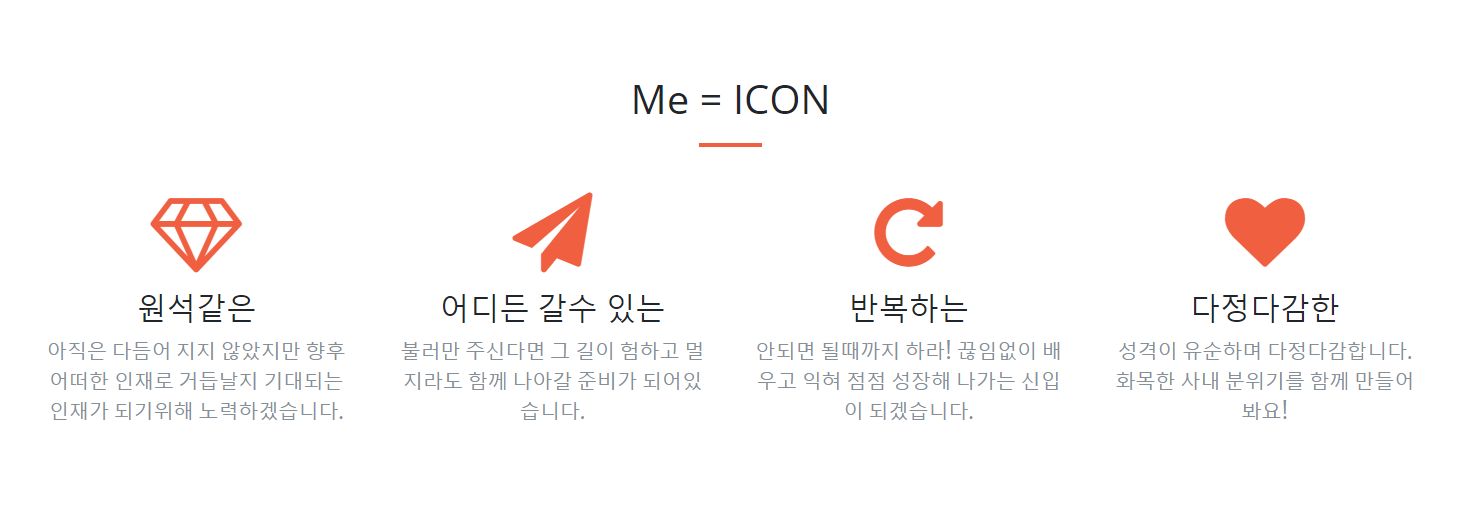 Me = ICON
원석같은
아직은 다듬어 지지 않았지만 향후
어떠한 인재로 거듭날지 기대되는
인재가 되기위해 노력하겠습니다.
어디든 갈수 있는
불러만 주신다면 그 길이 험하고 멀
지라도 함께 나아갈 준비가 되어있
습니다.
반복하는
안되면 될때까지 하라! 끊임없이 배
우고 익혀 점점 성장해 나가는 신입
이 되겠습니다.
다정다감한
성격이 유순하며 다정다감합니다.
화목한 사내 분위기를 함께 만들어
봐요!